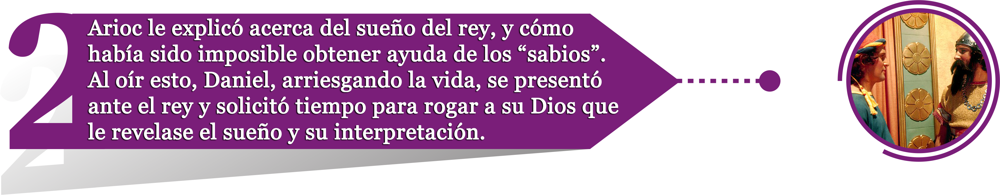 2
Arioc le explicó acerca del sueño del rey, y cómo
había sido imposible obtener ayuda de los “sabios”.
Al oír esto, Daniel, arriesgando la vida, se presentó
ante el rey y solicitó tiempo para rogar a su Dios que
le revelase el sueño y su interpretación.